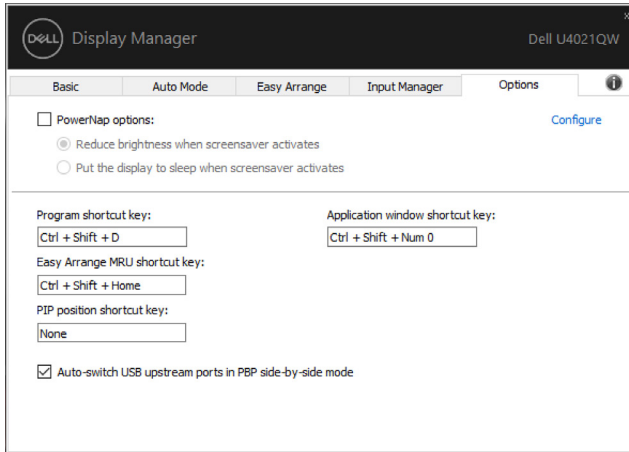 DELL Display Manager
Dell U4021QW
Basic Auto Mode Easy Arrange Input Manager Options
PowerNap options:
Configure
Reduce brightness when screensaver activates
Put the display to sleep when screensaver activates
Program shortcut key:
Application window shortcut key:
Ctrl + Shift + D
Ctrl + Shift + Num 0
Easy Arrange MRU shortcut key:
Ctrl + Shift + Home
PIP position shortcut key:
None
Auto-switch USB upstream ports in PBP side-by-side mode